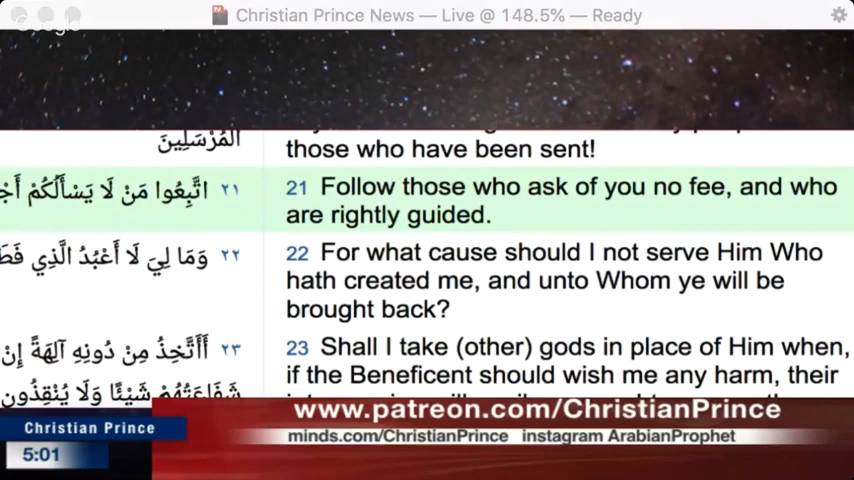 Christian Prince News — Live @ 148.5% — Ready
Google
المُرْسَلِينَ
those who have been sent!
٢١ اتَّبِعُوا مَنْ لَا يَسْأَلُكُمْ
21 Follow those who ask of you no fee, and who
are rightly guided.
٢٢ وَمَا لِيَ لَا أَعْبُدُ الَّذِي
22 For what cause should I not serve Him Who
hath created me, and unto Whom ye will be
brought back?
٢٣ أَأَتَّخِذُ مِنْ دُونِهِ آلِهَةً إِنْ
23 Shall I take (other) gods in place of Him when,
شَفَاعَتُهُمْ شَيْئًا وَلَا يُنْقِذُونِ
if the Beneficent should wish me any harm, their
www.patreon.com/ChristianPrince
Christian Prince
minds.com/ChristianPrince instagram ArabianProphet
5:01